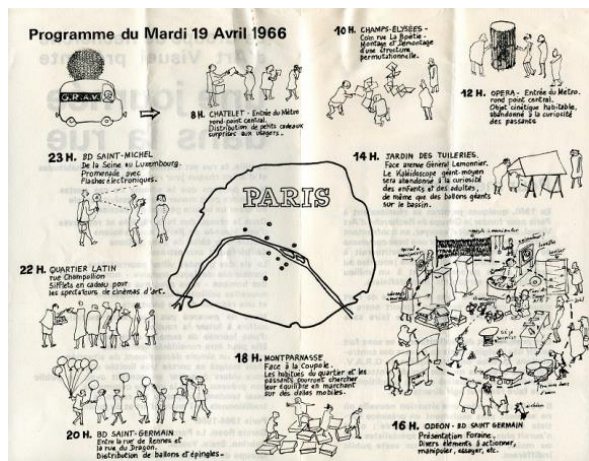 Programme du Mardi 19 Avril 1966
G.R.A.V.
8 H. CHATELET - Entrée du Métro
rond-point central.
Distribution de petits cadeaux
surprises aux usagers.
10 H. CHAMPS-ELYSÉES -
Coin rue La Boétie -
Montage et Démontage
d'une structure
permutationnelle.
12 H. OPERA - Entrée du Métro.
rond point central.
Objet cinétique habitable,
abandonné à la curiosité
des passants
14 H. JARDIN DES TUILERIES.
Face avenue Général Lemonnier.
Le Kaléidoscope géant-moyen
sera abandonné à la curiosité
des enfants et des adultes,
de même que des ballons géants
sur le bassin.
16 H. ODÉON - BD SAINT GERMAIN
Présentation Foraine.
Divers éléments à actionner,
manipuler, essayer, etc.
18 H. MONTPARNASSE
Face à la Coupole.
Les habitués du quartier et les
passants pourront chercher
leur équilibre en marchant
sur des dalles mobiles.
20 H. BD SAINT-GERMAIN
Entre la rue de Rennes et
la rue du Dragon.
Distribution de ballons et épingles.
22 H. QUARTIER LATIN
rue Champollion
Sifflets en cadeau pour
les spectateurs de cinémas d'art.
23 H. BD SAINT-MICHEL
De la Seine au Luxembourg.
Promenade avec
Flashes électroniques.
PARIS